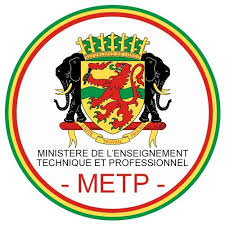 MINISTERE DE L'ENSEIGNEMENT
TECHNIQUE ET PROFESSIONNEL
- METP -